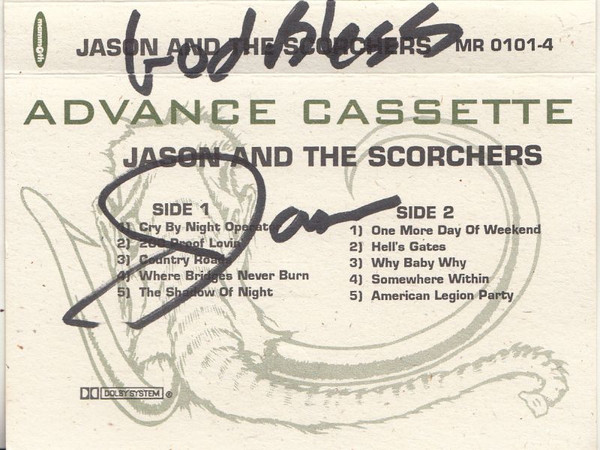 mammoth
God bless
JASON AND THE SCORCHERS MR 0101-4
ADVANCE CASSETTE
JASON AND THE SCORCHERS
Jason
SIDE 1
1) Cry By Night Operator
2) 200 Proof Lovin'
3) Country Roads
4) Where Bridges Never Burn
5) The Shadow Of Night
SIDE 2
1) One More Day Of Weekend
2) Hell's Gates
3) Why Baby Why
4) Somewhere Within
5) American Legion Party
DOLBY SYSTEM ®